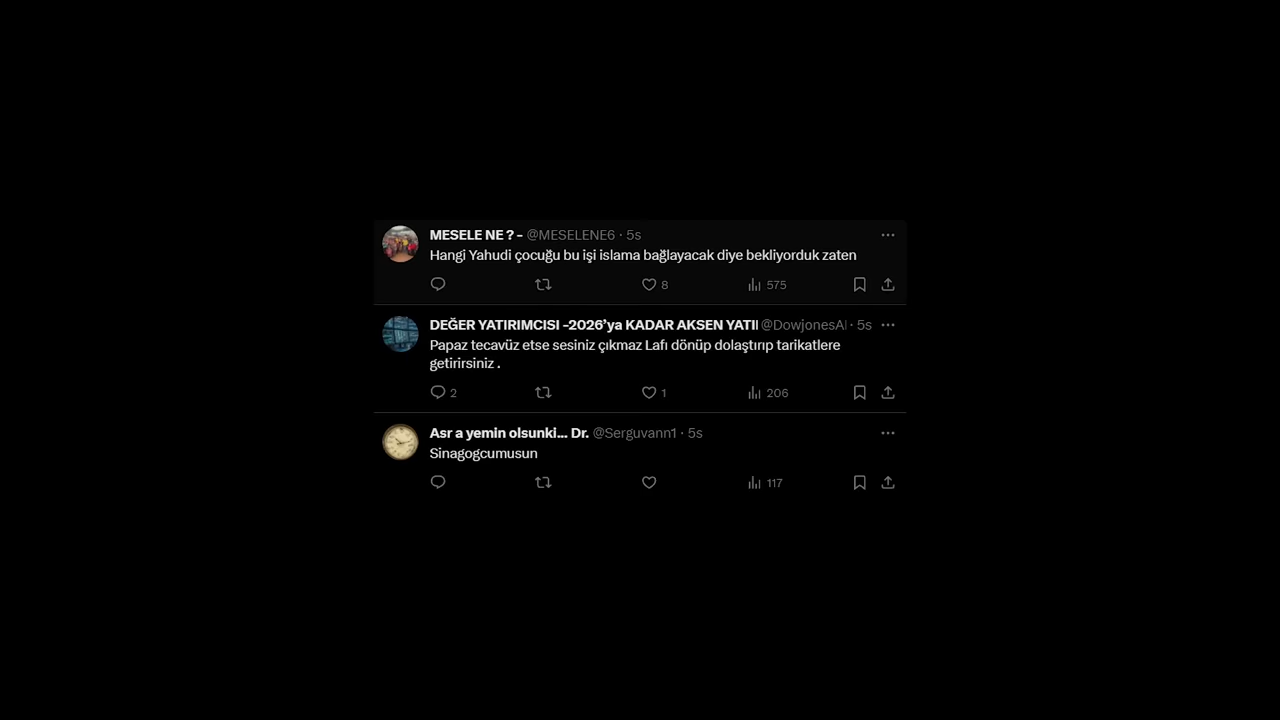 MESELE NE ? - @MESELENE6 · 5s
Hangi Yahudi çocuğu bu işi islama bağlayacak diye bekliyorduk zaten
8 575
DEĞER YATIRIMCISI -2026’ya KADAR AKSEN YATII @DowjonesAl · 5s
Papaz tecavüz etse sesiniz çıkmaz Lafı dönüp dolaştırıp tarikatlere
getirirsiniz .
2 1 206
Asr a yemin olsunki... Dr. @Serguvann1 · 5s
Sinagogcumusun
117